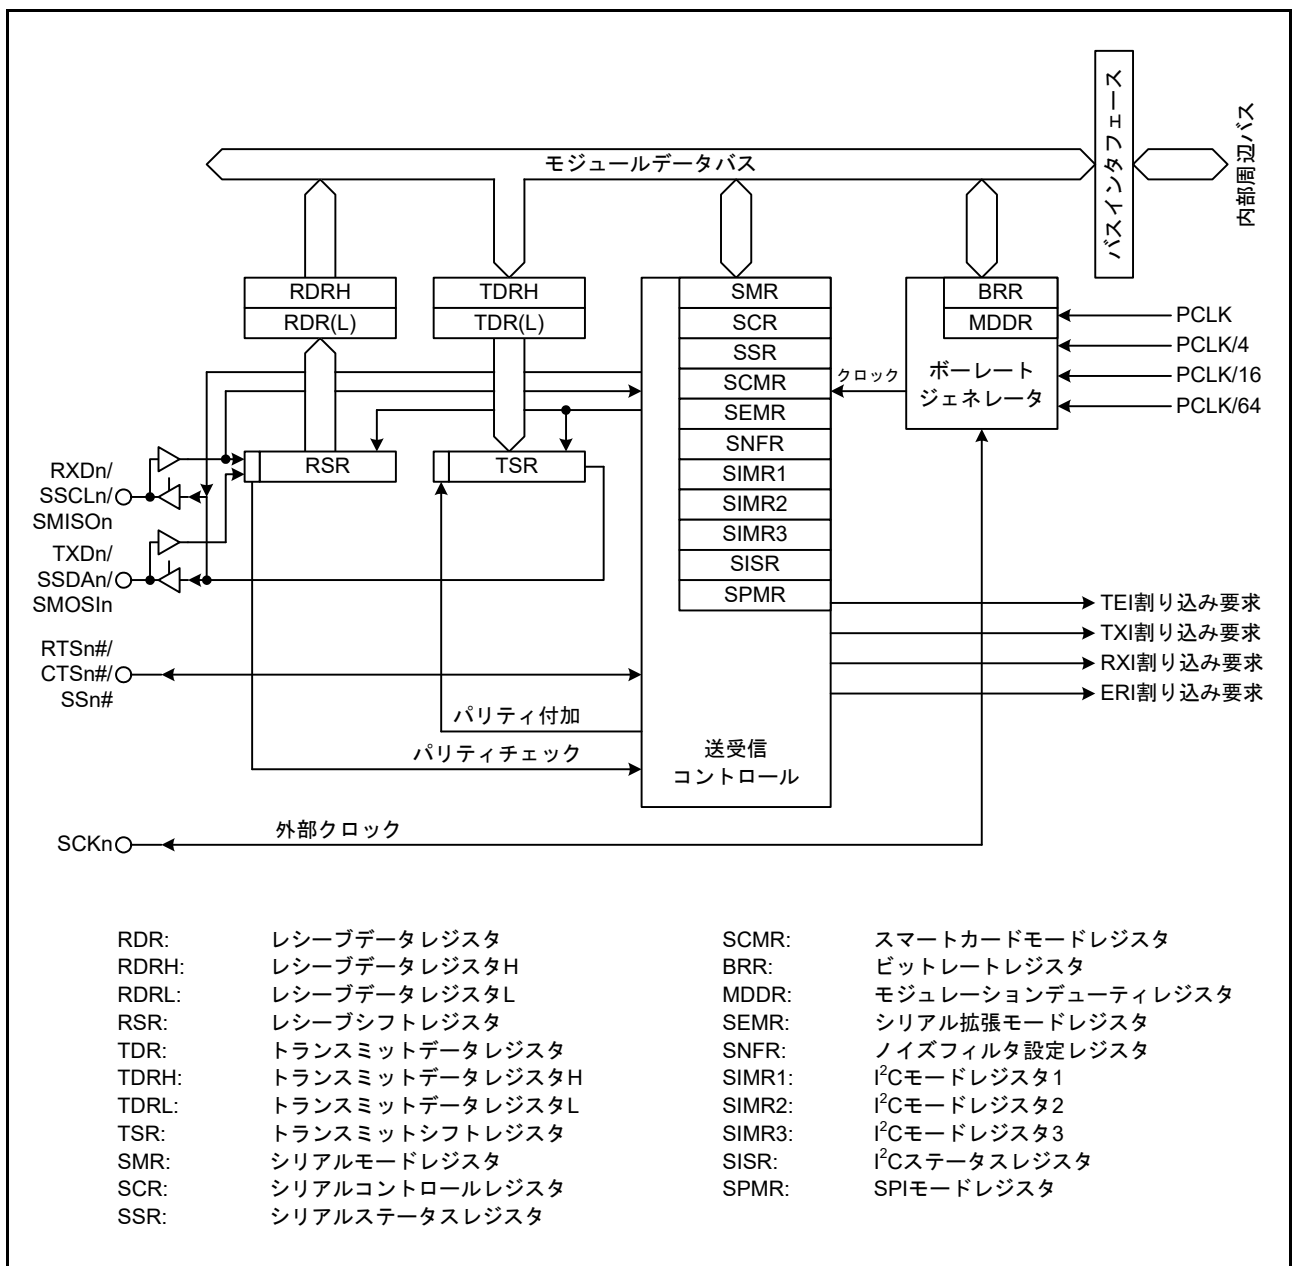 モジュールデータバス
バスインタフェース
内部周辺バス
RDRH
RDR(L)
TDRH
TDR(L)
SMR
SCR
SSR
SCMR
SEMR
SNFR
SIMR1
SIMR2
SIMR3
SISR
SPMR
送受信
コントロール
BRR
MDDR
ボーレート
ジェネレータ
クロック
PCLK
PCLK/4
PCLK/16
PCLK/64
RSR
TSR
RXDn/
SSCLn/
SMISOn
TXDn/
SSDAn/
SMOSIn
RTSn#/
CTSn#/
SSn#
パリティ付加
パリティチェック
TEI割り込み要求
TXI割り込み要求
RXI割り込み要求
ERI割り込み要求
SCKn
外部クロック
RDR: レシーブデータレジスタ
RDRH: レシーブデータレジスタH
RDRL: レシーブデータレジスタL
RSR: レシーブシフトレジスタ
TDR: トランスミットデータレジスタ
TDRH: トランスミットデータレジスタH
TDRL: トランスミットデータレジスタL
TSR: トランスミットシフトレジスタ
SMR: シリアルモードレジスタ
SCR: シリアルコントロールレジスタ
SSR: シリアルステータスレジスタ
SCMR: スマートカードモードレジスタ
BRR: ビットレートレジスタ
MDDR: モジュレーションデューティレジスタ
SEMR: シリアル拡張モードレジスタ
SNFR: ノイズフィルタ設定レジスタ
SIMR1: I²Cモードレジスタ1
SIMR2: I²Cモードレジスタ2
SIMR3: I²Cモードレジスタ3
SISR: I²Cステータスレジスタ
SPMR: SPIモードレジスタ